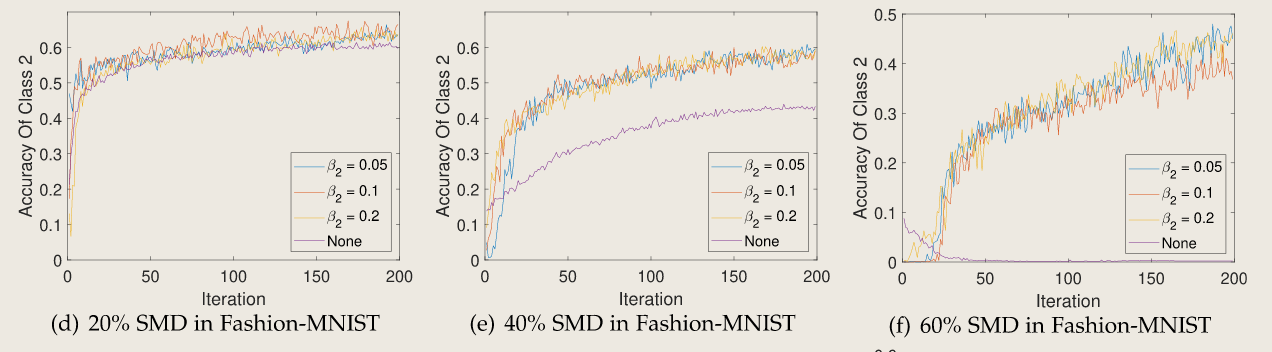 Accuracy Of Class 2
0.6
0.5
0.4
0.3
0.2
0.1
0
0 50 100 150 200
Iteration
β2 = 0.05
β2 = 0.1
β2 = 0.2
None
(d) 20% SMD in Fashion-MNIST
Accuracy Of Class 2
0.6
0.5
0.4
0.3
0.2
0.1
0
0 50 100 150 200
Iteration
β2 = 0.05
β2 = 0.1
β2 = 0.2
None
(e) 40% SMD in Fashion-MNIST
Accuracy Of Class 2
0.5
0.4
0.3
0.2
0.1
0
0 50 100 150 200
Iteration
β2 = 0.05
β2 = 0.1
β2 = 0.2
None
(f) 60% SMD in Fashion-MNIST